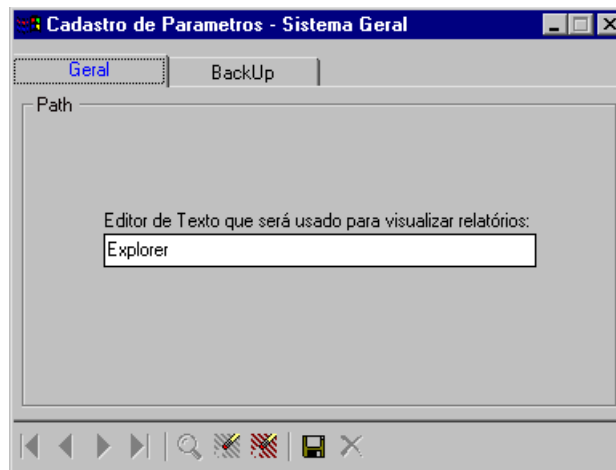 Cadastro de Parametros - Sistema Geral
Geral
BackUp
Path
Editor de Texto que será usado para visualizar relatórios:
Explorer